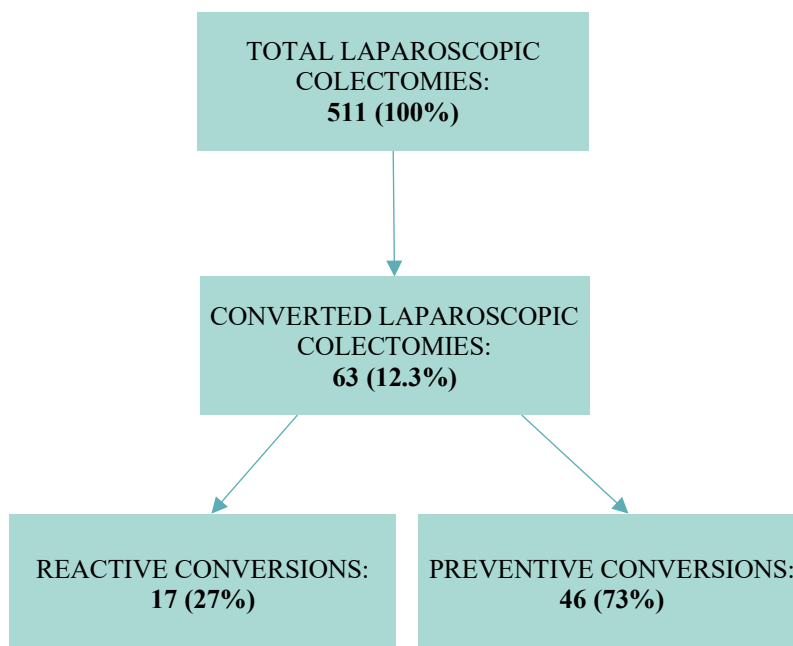 TOTAL LAPAROSCOPIC
COLECTOMIES:
511 (100%)
CONVERTED LAPAROSCOPIC
COLECTOMIES:
63 (12.3%)
REACTIVE CONVERSIONS:
17 (27%)
PREVENTIVE CONVERSIONS:
46 (73%)